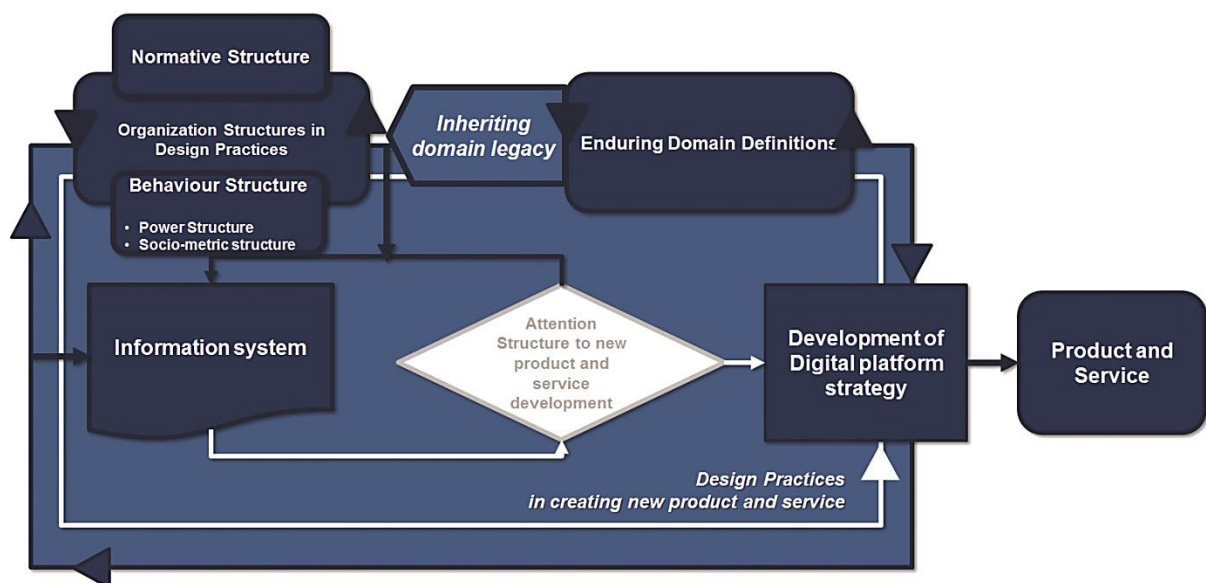 Normative Structure
Organization Structures in
Design Practices
Behaviour Structure
• Power Structure
• Socio-metric structure
Inheriting
domain legacy
Enduring Domain Definitions
Information system
Attention
Structure to new
product and
service
development
Development of
Digital platform
strategy
Product and
Service
Design Practices
in creating new product and service